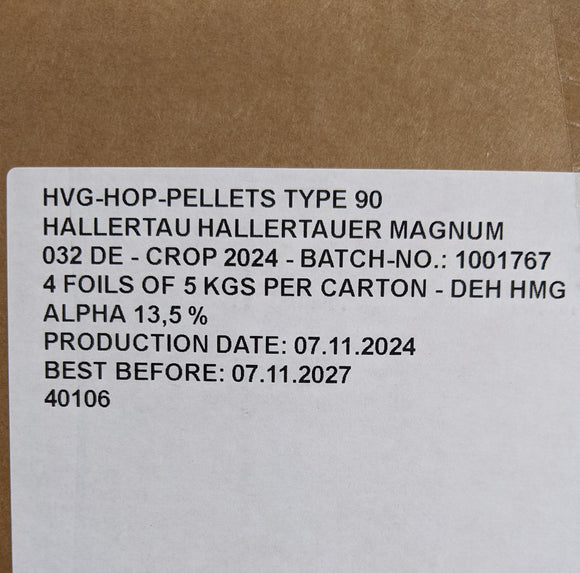 HVG-HOP-PELLETS TYPE 90
HALLERTAU HALLERTAUER MAGNUM
032 DE - CROP 2024 - BATCH-NO.: 1001767
4 FOILS OF 5 KGS PER CARTON - DEH HMG
ALPHA 13,5 %
PRODUCTION DATE: 07.11.2024
BEST BEFORE: 07.11.2027
40106